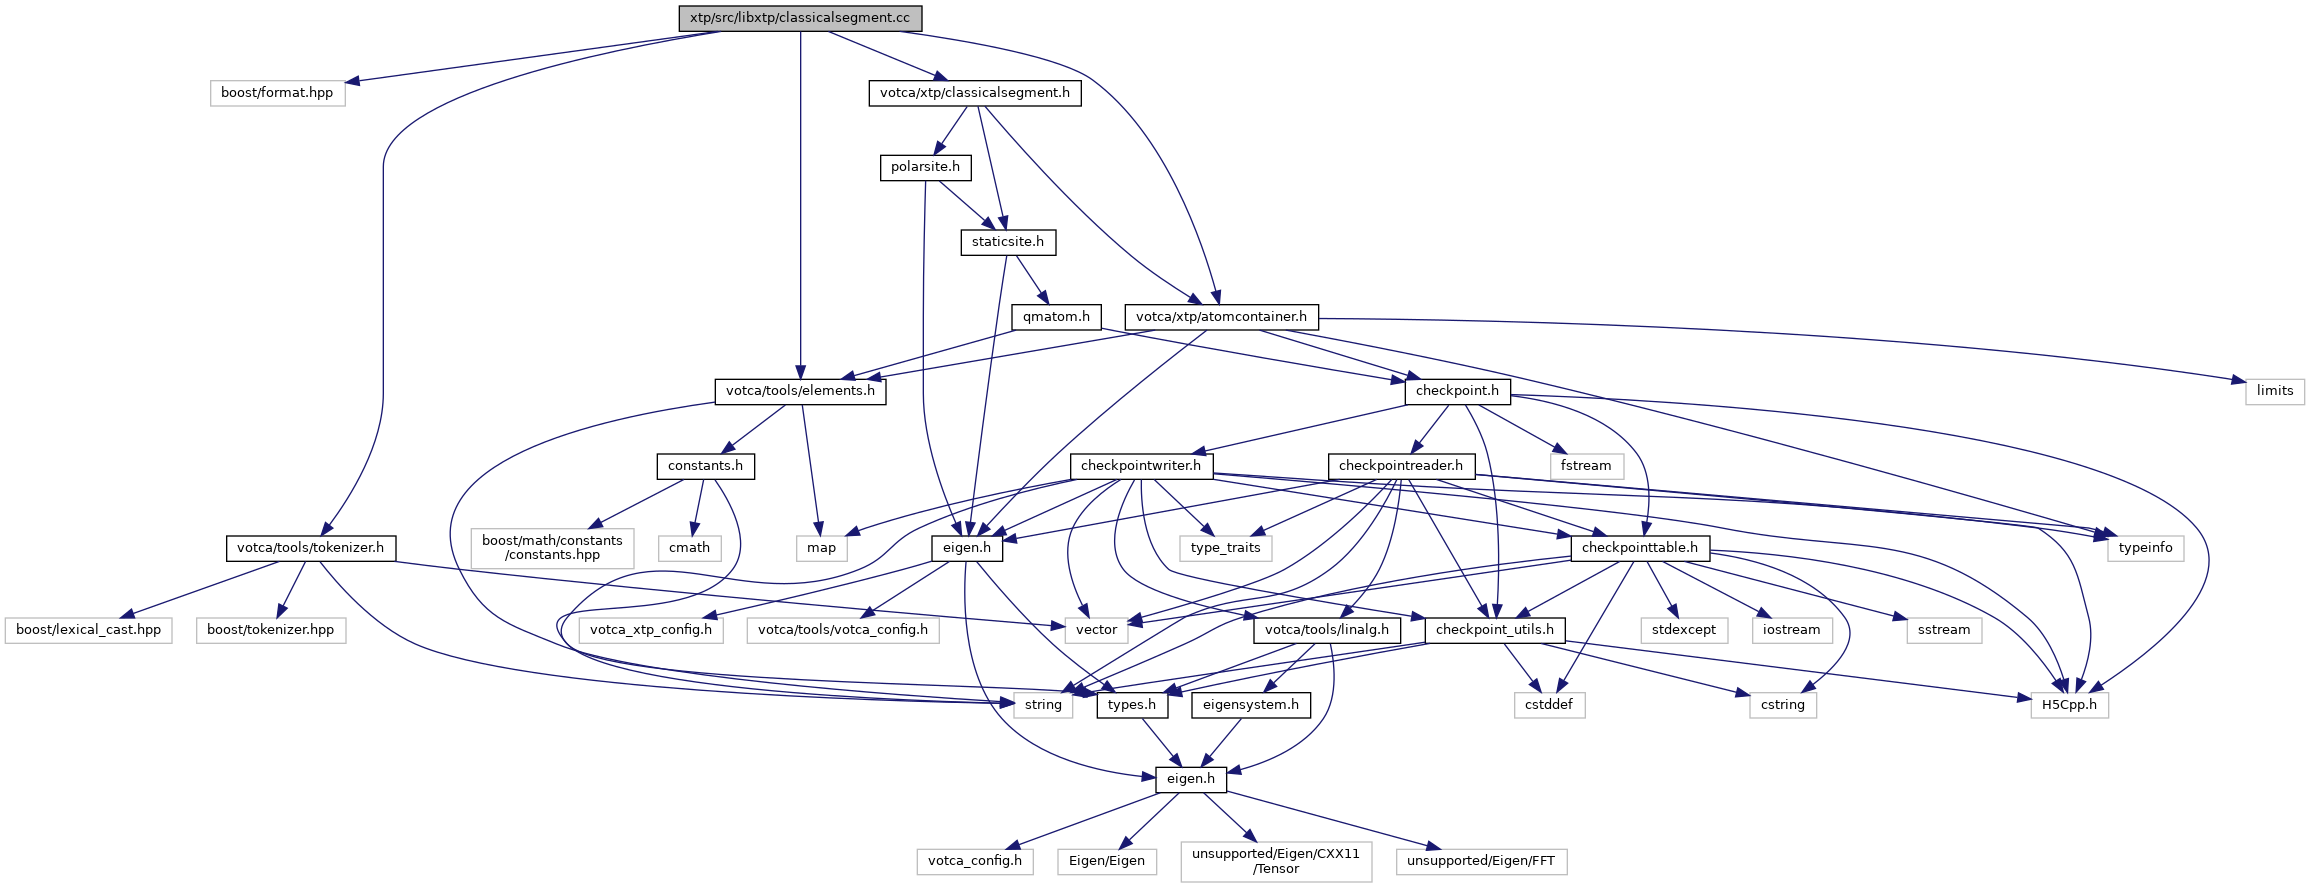 xtp/src/libxtp/classicalsegment.cc
boost/format.hpp
votca/xtp/classicalsegment.h
polarsite.h
staticsite.h
qmatom.h
votca/xtp/atomcontainer.h
votca/tools/elements.h
checkpoint.h
limits
constants.h
checkpointwriter.h
checkpointreader.h
fstream
votca/tools/tokenizer.h
boost/math/constants
/constants.hpp
cmath
map
eigen.h
type_traits
checkpointtable.h
typeinfo
boost/lexical_cast.hpp
boost/tokenizer.hpp
votca_xtp_config.h
votca/tools/votca_config.h
vector
votca/tools/linalg.h
checkpoint_utils.h
stdexcept
iostream
sstream
string
types.h
eigensystem.h
cstddef
cstring
H5Cpp.h
eigen.h
votca_config.h
Eigen/Eigen
unsupported/Eigen/CXX11
/Tensor
unsupported/Eigen/FFT